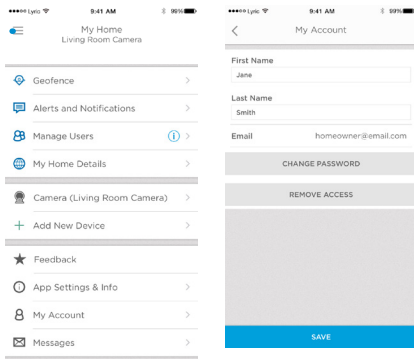 Lyric 9:41 AM 99%
My Home
Living Room Camera
Geofence
Alerts and Notifications
Manage Users
My Home Details
Camera (Living Room Camera)
Add New Device
Feedback
App Settings & Info
My Account
Messages
Lyric 9:41 AM 99%
My Account
First Name
Jane
Last Name
Smith
Email homeowner@email.com
CHANGE PASSWORD
REMOVE ACCESS
SAVE